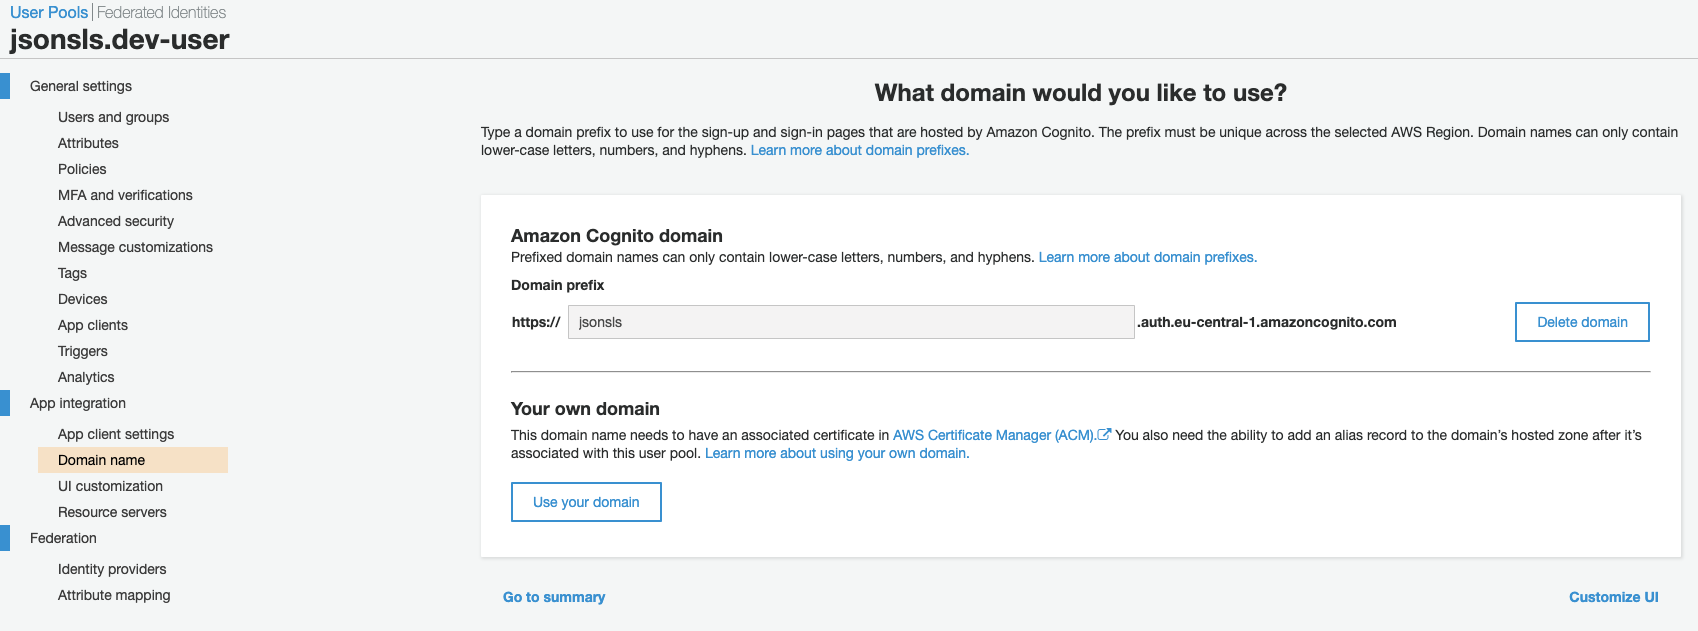 User Pools | Federated Identities
jsonsls.dev-user
General settings
Users and groups
Attributes
Policies
MFA and verifications
Advanced security
Message customizations
Tags
Devices
App clients
Triggers
Analytics
App integration
App client settings
Domain name
UI customization
Resource servers
Federation
Identity providers
Attribute mapping
What domain would you like to use?
Type a domain prefix to use for the sign-up and sign-in pages that are hosted by Amazon Cognito. The prefix must be unique across the selected AWS Region. Domain names can only contain
lower-case letters, numbers, and hyphens. Learn more about domain prefixes.
Amazon Cognito domain
Prefixed domain names can only contain lower-case letters, numbers, and hyphens. Learn more about domain prefixes.
Domain prefix
https:// jsonsls .auth.eu-central-1.amazoncognito.com Delete domain
Your own domain
This domain name needs to have an associated certificate in AWS Certificate Manager (ACM). You also need the ability to add an alias record to the domain’s hosted zone after it’s
associated with this user pool. Learn more about using your own domain.
Use your domain
Go to summary Customize UI